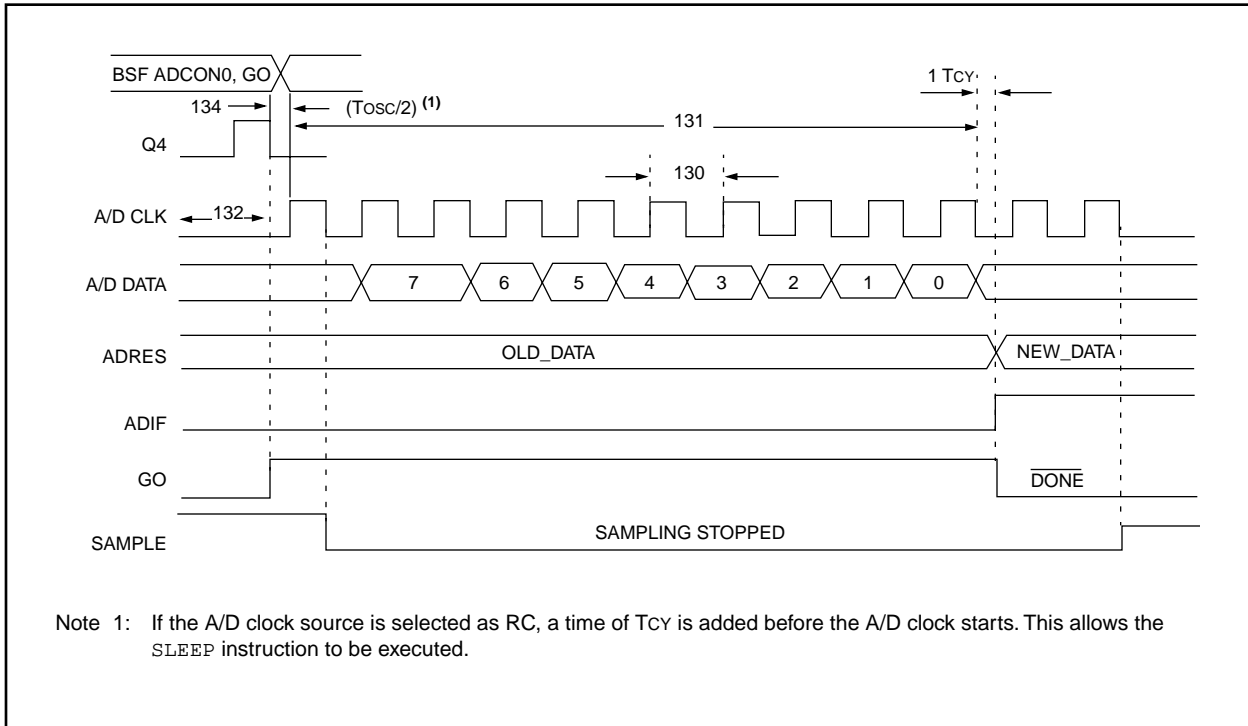 BSF ADCON0, GO
1 TCY
134
(TOSC/2) (1)
131
Q4
130
A/D CLK
132
A/D DATA
7
6
5
4
3
2
1
0
ADRES
OLD_DATA
NEW_DATA
ADIF
GO
DONE
SAMPLE
SAMPLING STOPPED
Note 1: If the A/D clock source is selected as RC, a time of TCY is added before the A/D clock starts. This allows the
SLEEP instruction to be executed.